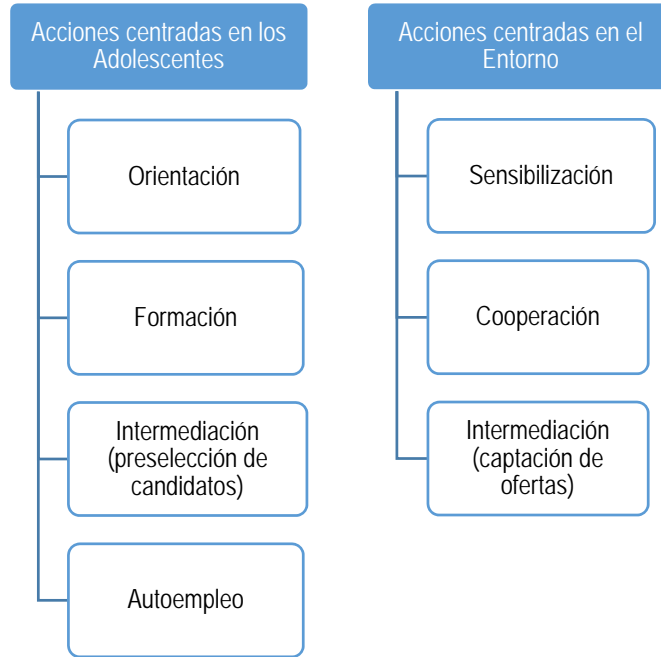 Acciones centradas en los
Adolescentes
Orientación
Formación
Intermediación
(preselección de
candidatos)
Autoempleo
Acciones centradas en el
Entorno
Sensibilización
Cooperación
Intermediación
(captación de
ofertas)